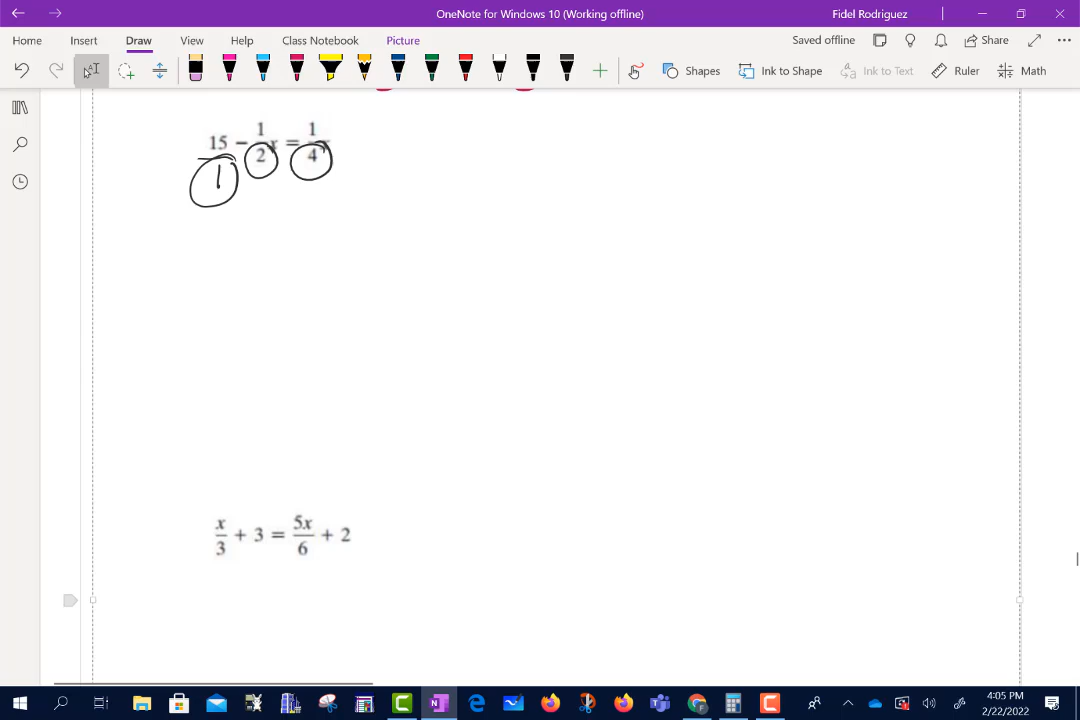 OneNote for Windows 10 (Working offline)
Fidel Rodriguez
Home Insert Draw View Help Class Notebook Picture
Saved offline
Share
Shapes
Ink to Shape
Ink to Text
Ruler
Math
15 − 1/2 x = 1/4 x
1
x/3 + 3 = 5x/6 + 2
4:05 PM
2/22/2022